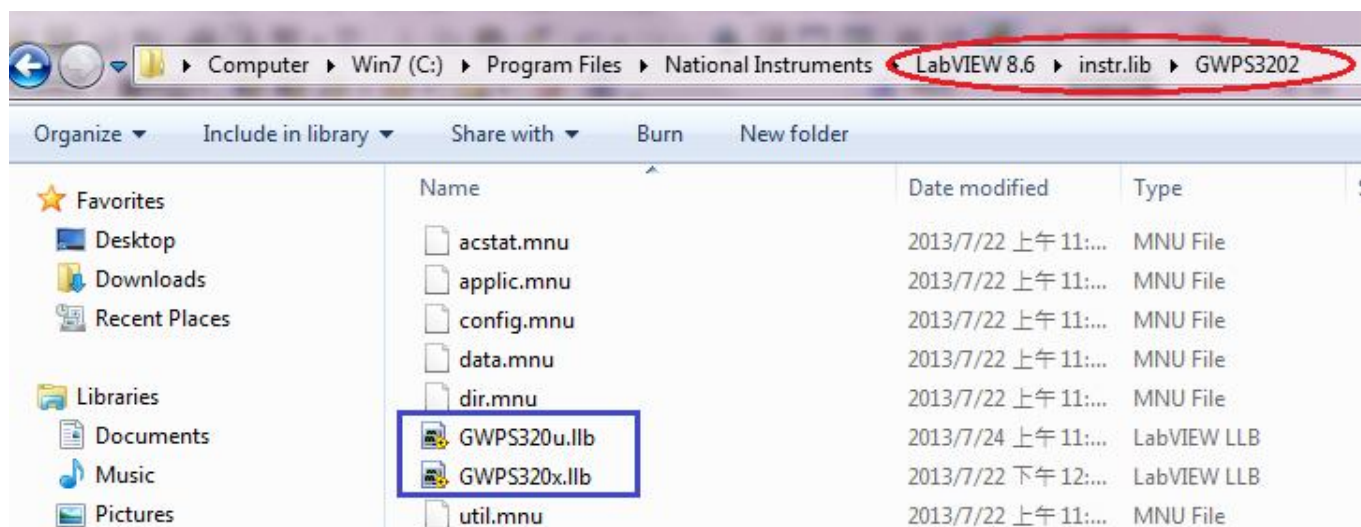 Computer Win7 (C:) Program Files National Instruments LabVIEW 8.6 instr.lib GWPS3202
Organize Include in library Share with Burn New folder
Favorites
Desktop
Downloads
Recent Places
Libraries
Documents
Music
Pictures
Name Date modified Type
acstat.mnu 2013/7/22 上午 11:... MNU File
applic.mnu 2013/7/22 上午 11:... MNU File
config.mnu 2013/7/22 上午 11:... MNU File
data.mnu 2013/7/22 上午 11:... MNU File
dir.mnu 2013/7/22 上午 11:... MNU File
GWPS320u.llb 2013/7/24 上午 11:... LabVIEW LLB
GWPS320x.llb 2013/7/22 下午 12:... LabVIEW LLB
util.mnu 2013/7/22 上午 11:... MNU File